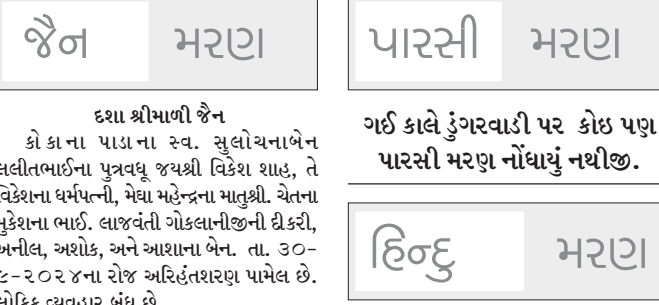 જૈન મરણ
દશા શ્રીમાળી જૈન
કોકાના પાડાના સ્વ. સુલોચનાબેન
લલીતભાઈના પુત્રવધૂ જયશ્રી વિકેશ શાહ, તે
વિકેશના ધર્મપત્ની, મેઘા મહેન્દ્રના માતુશ્રી. ચેતના
મુકેશના ભાઈ. લાજવંતી ગોકલાનીજીની દીકરી,
અનીલ, અશોક, અને આશાના બેન. તા. ૩૦-
૯-૨૦૨૪ના રોજ અરિહંતશરણ પામેલ છે.
લૌકિક વ્યવહાર બંધ છે.
પારસી મરણ
ગઈ કાલે ડુંગરવાડી પર કોઇ પણ
પારસી મરણ નોંધાયું નથીજી.
હિન્દુ મરણ